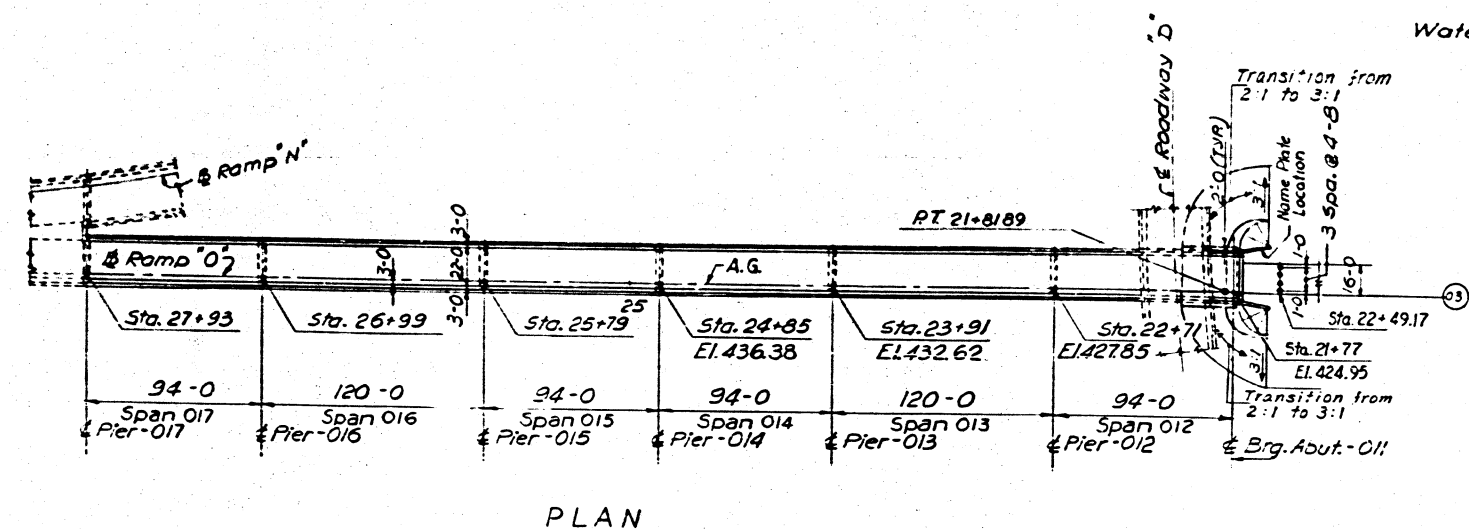 Wate
Transition from
2:1 to 3:1
℄ Roadway "D"
2'-0 (TYP.)
3:1
Name Plate
Location
3 Spa. @ 4-8
℄ Ramp "N"
P.T. 21+81.89
3-0
22-0
3-0
3-0
℄ Ramp "O"
A.G.
25
1-0
16-0
1-0
03
Sta. 27+93
Sta. 26+99
Sta. 25+79
Sta. 24+85
El. 436.38
Sta. 23+91
El. 432.62
Sta. 22+71
El. 427.85
Sta. 22+49.17
Sta. 21+77
El. 424.95
3:1
Transition from
2:1 to 3:1
94-0
Span 017
120-0
Span 016
94-0
Span 015
94-0
Span 014
120-0
Span 013
94-0
Span 012
℄ Pier-017
℄ Pier-016
℄ Pier-015
℄ Pier-014
℄ Pier-013
℄ Pier-012
℄ Brg. Abut.-011
PLAN